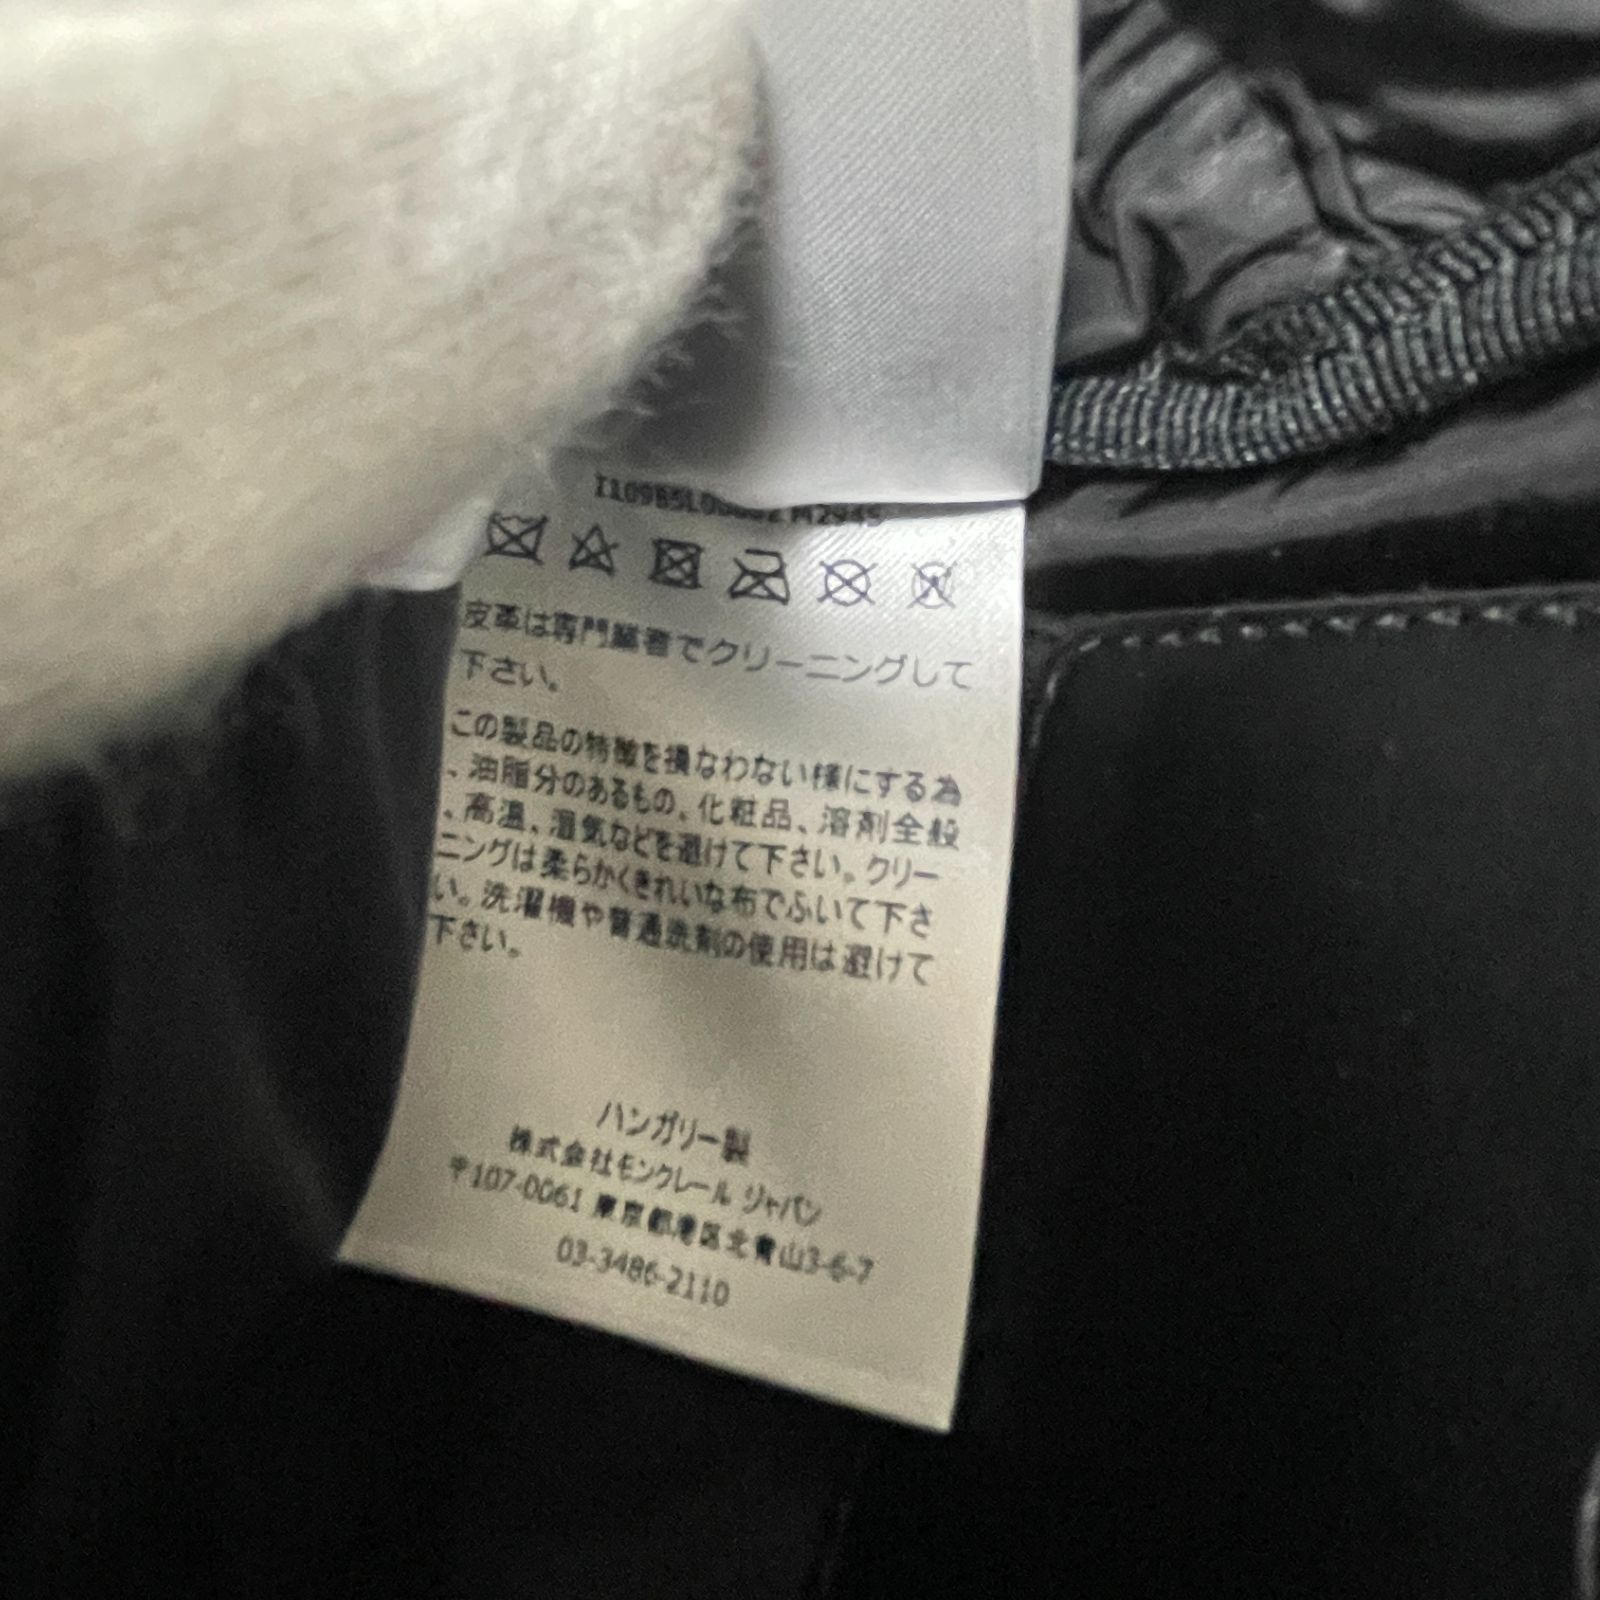 皮革は専門業者でクリーニングして
下さい。
この製品の特徴を損なわない様にする為
、油脂分のあるもの、化粧品、溶剤全般
、高温、湿気などを避けて下さい。クリー
ニングは柔らかくきれいな布でふいて下さ
い。洗濯機や普通洗剤の使用は避けて
下さい。
ハンガリー製
株式会社モンクレール ジャパン
〒107-0061 東京都港区北青山3-6-7
03-3486-2110